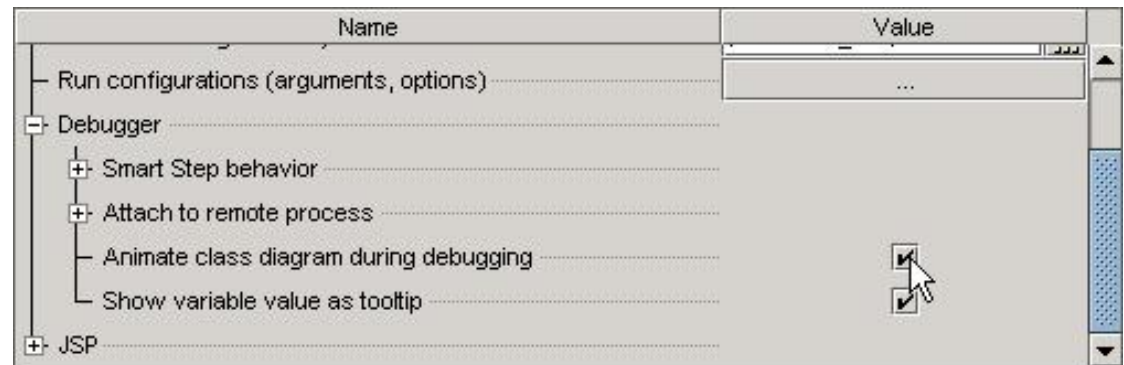 Name Value
Run configurations (arguments, options) ...
Debugger
Smart Step behavior
Attach to remote process
Animate class diagram during debugging
Show variable value as tooltip
JSP